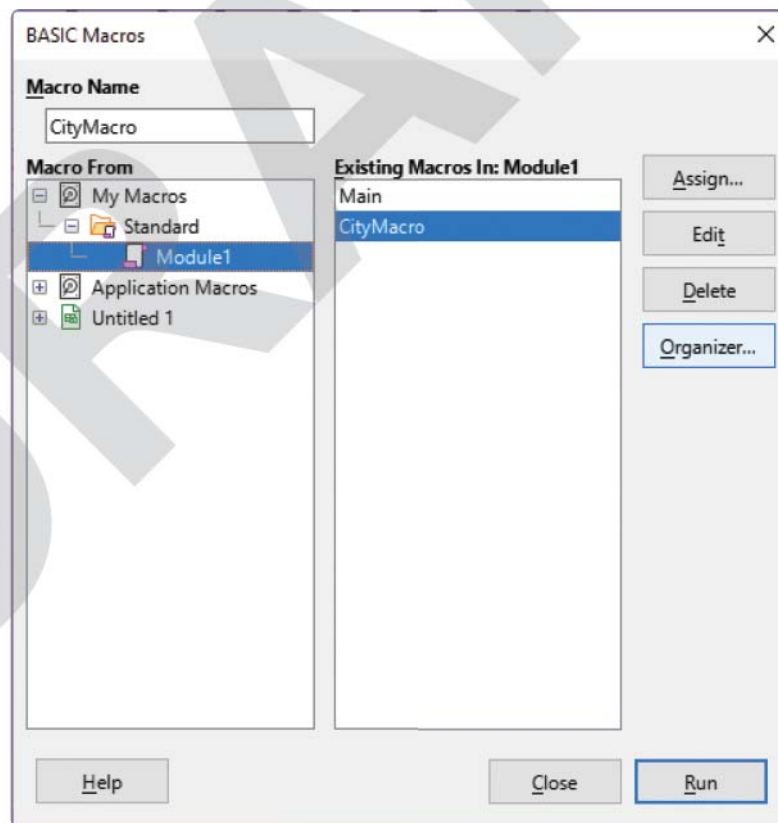 BASIC Macros
Macro Name
CityMacro
Macro From
My Macros
Standard
Module1
Application Macros
Untitled 1
Existing Macros In: Module1
Main
CityMacro
Assign...
Edit
Delete
Organizer...
Help
Close
Run